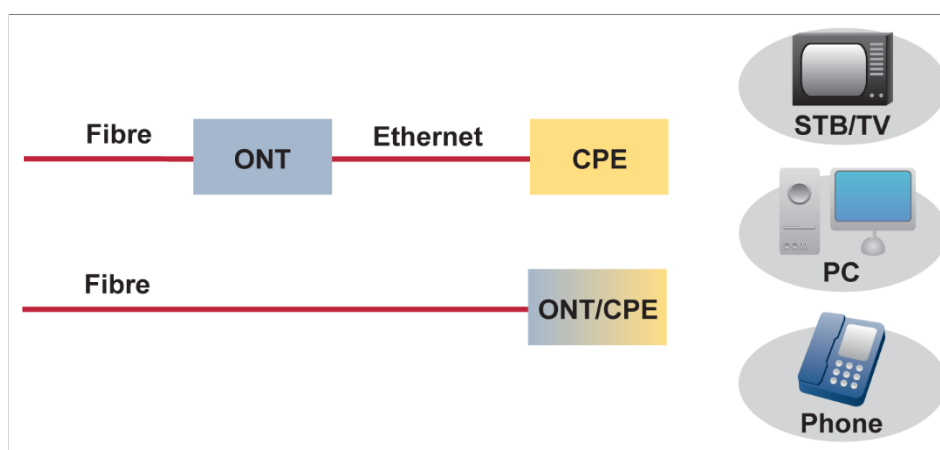 Fibre
ONT
Ethernet
CPE
Fibre
ONT/CPE
STB/TV
PC
Phone